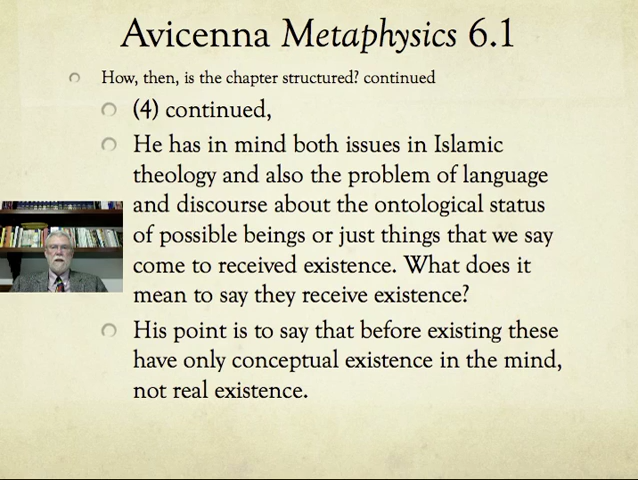 Avicenna Metaphysics 6.1
How, then, is the chapter structured? continued
(4) continued,
He has in mind both issues in Islamic
theology and also the problem of language
and discourse about the ontological status
of possible beings or just things that we say
come to received existence. What does it
mean to say they receive existence?
His point is to say that before existing these
have only conceptual existence in the mind,
not real existence.